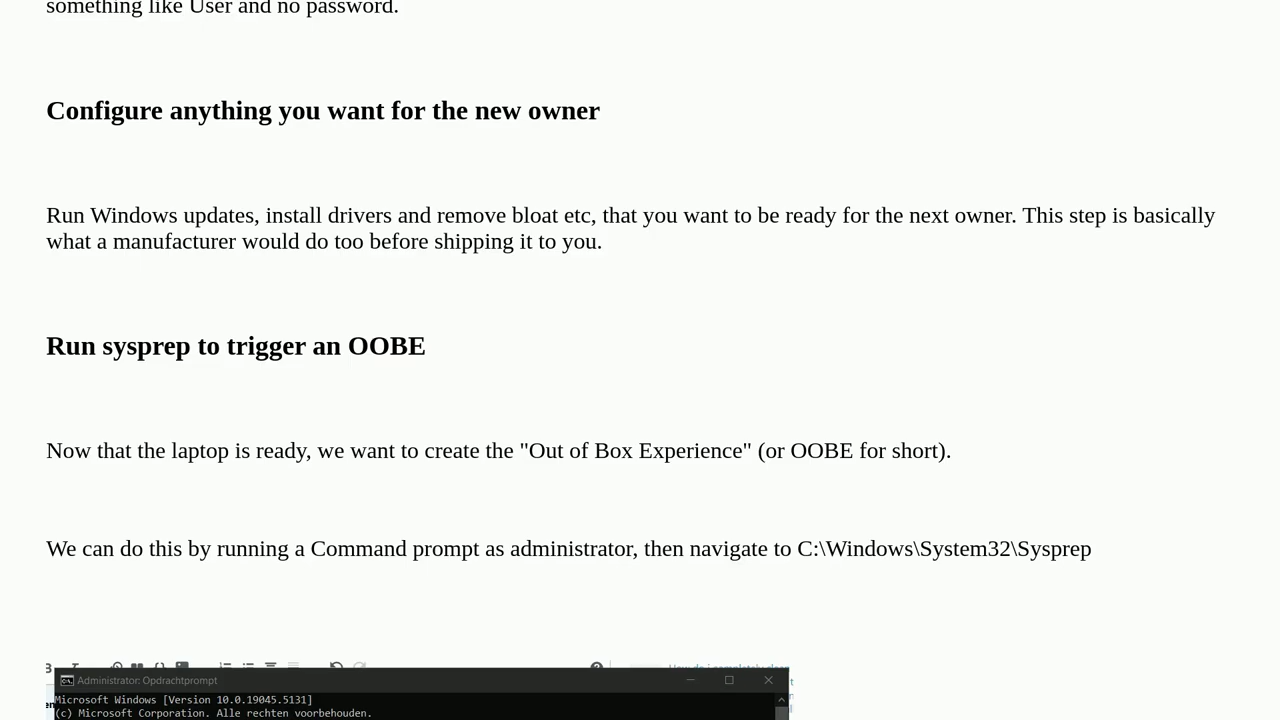 something like User and no password.
Configure anything you want for the new owner
Run Windows updates, install drivers and remove bloat etc, that you want to be ready for the next owner. This step is basically
what a manufacturer would do too before shipping it to you.
Run sysprep to trigger an OOBE
Now that the laptop is ready, we want to create the "Out of Box Experience" (or OOBE for short).
We can do this by running a Command prompt as administrator, then navigate to C:\Windows\System32\Sysprep
Administrator: Opdrachtprompt
Microsoft Windows [Version 10.0.19045.5131]
(c) Microsoft Corporation. Alle rechten voorbehouden.